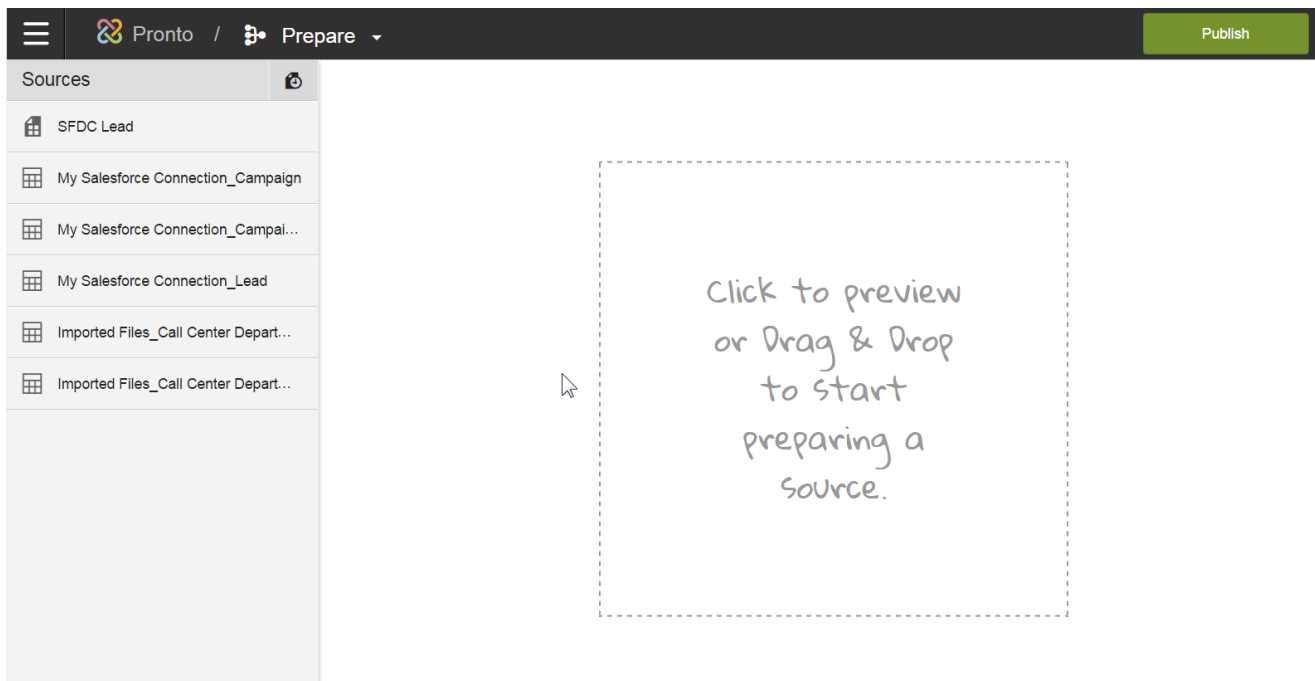 Pronto / Prepare
Publish
Sources
SFDC Lead
My Salesforce Connection_Campaign
My Salesforce Connection_Campai...
My Salesforce Connection_Lead
Imported Files_Call Center Depart...
Imported Files_Call Center Depart...
Click to preview
or Drag & Drop
to start
preparing a
source.